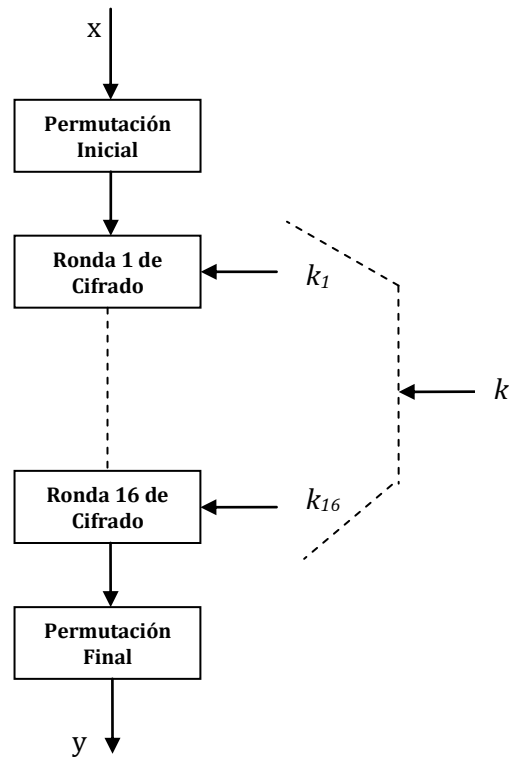 x
Permutación
Inicial
Ronda 1 de
Cifrado
k1
k
Ronda 16 de
Cifrado
k16
Permutación
Final
y